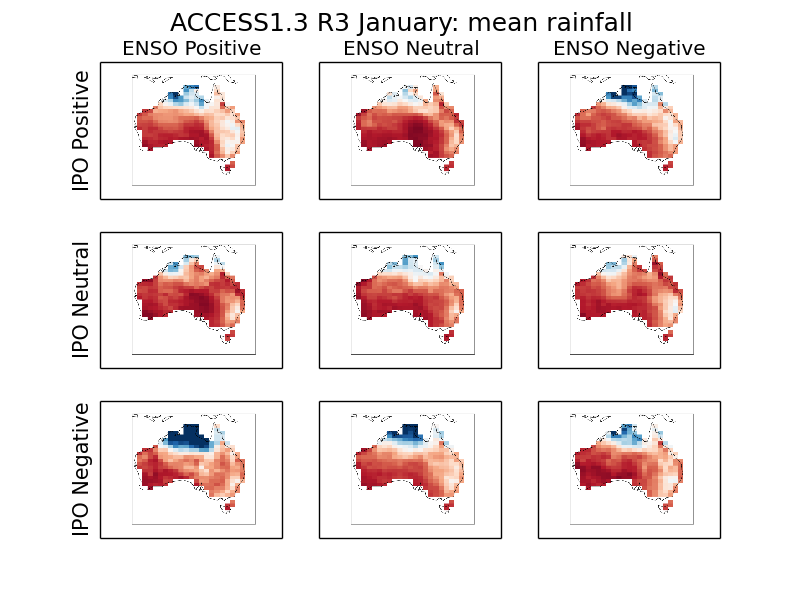 ACCESS1.3 R3 January: mean rainfall
ENSO Positive
ENSO Neutral
ENSO Negative
IPO Positive
IPO Neutral
IPO Negative